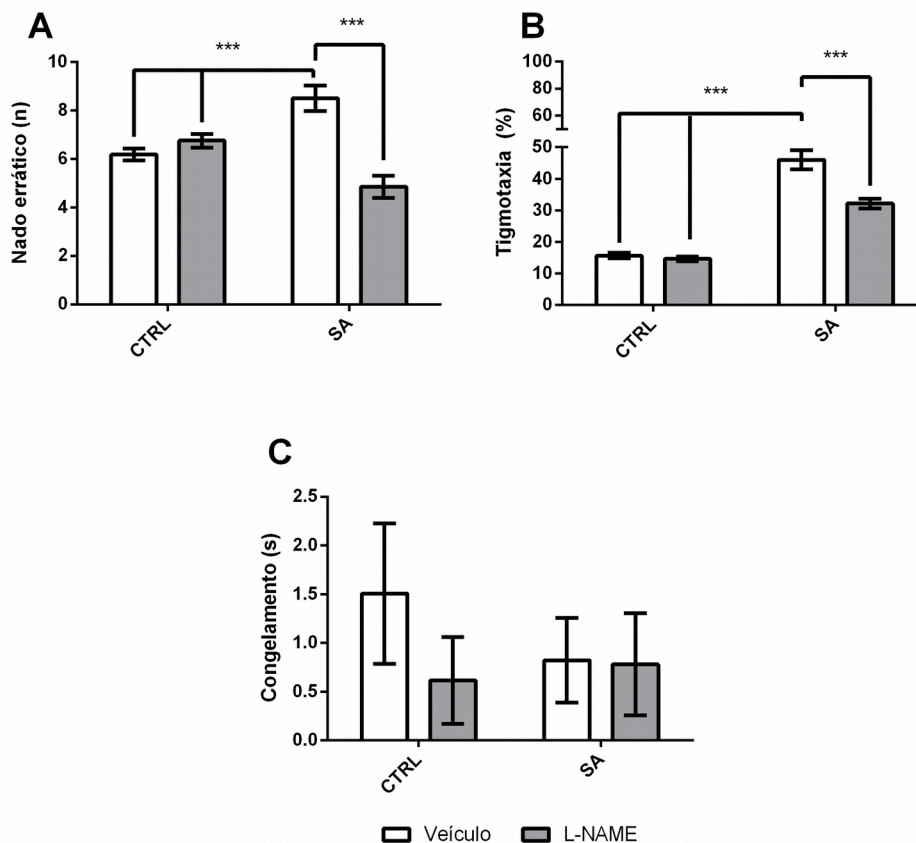 A
Nado errático (n)
10
8
6
4
2
0
***
***
CTRL
SA
B
Tigmotaxia (%)
100
80
60
50
40
30
20
10
0
***
***
CTRL
SA
C
Congelamento (s)
2.5
2.0
1.5
1.0
0.5
0.0
CTRL
SA
Veículo
L-NAME